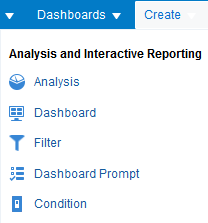 Dashboards Create
Analysis and Interactive Reporting
Analysis
Dashboard
Filter
Dashboard Prompt
Condition